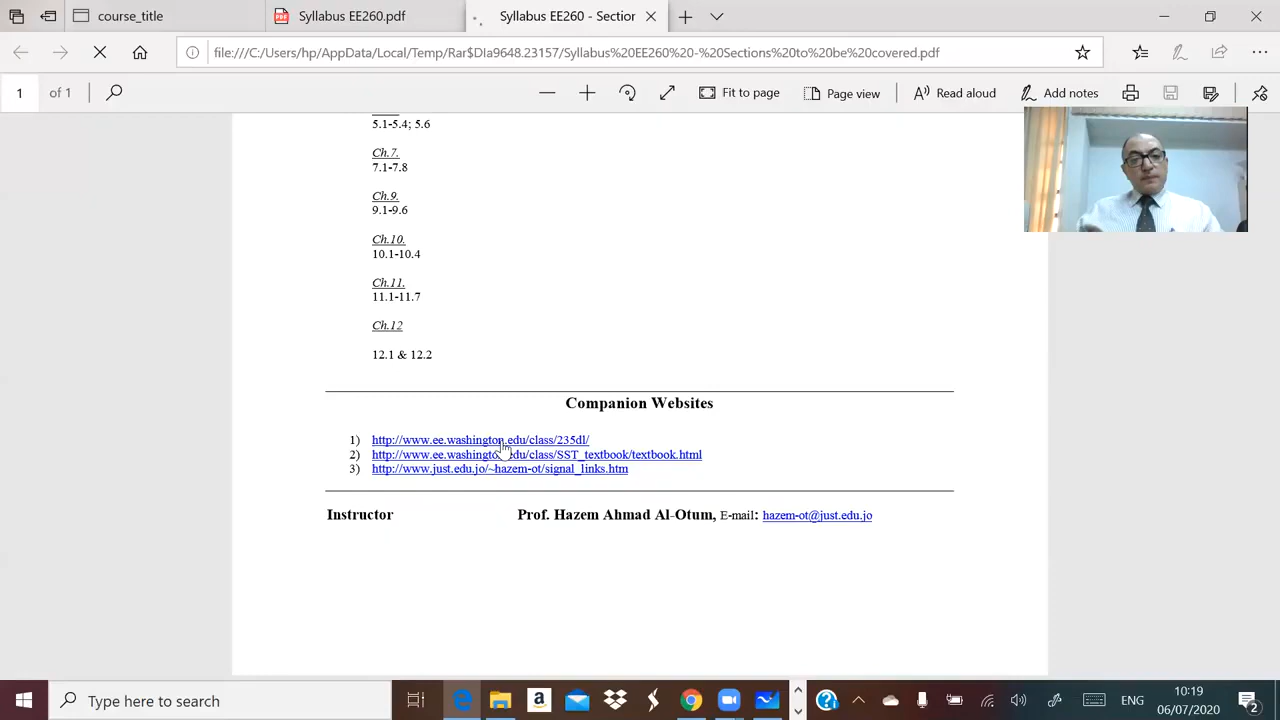 course_title
Syllabus EE260.pdf
Syllabus EE260 - Section
file:///C:/Users/hp/AppData/Local/Temp/Rar$DIa9648.23157/Syllabus%20EE260%20-%20Sections%20to%20be%20covered.pdf
1 of 1
Fit to page
Page view
Read aloud
Add notes
5.1-5.4; 5.6
Ch.7.
7.1-7.8
Ch.9.
9.1-9.6
Ch.10.
10.1-10.4
Ch.11.
11.1-11.7
Ch.12
12.1 & 12.2
Companion Websites
1) http://www.ee.washington.edu/class/235dl/
2) http://www.ee.washington.edu/class/SST_textbook/textbook.html
3) http://www.just.edu.jo/~hazem-ot/signal_links.htm
Instructor Prof. Hazem Ahmad Al-Otum, E-mail: hazem-ot@just.edu.jo
Type here to search
ENG
10:19
06/07/2020
2